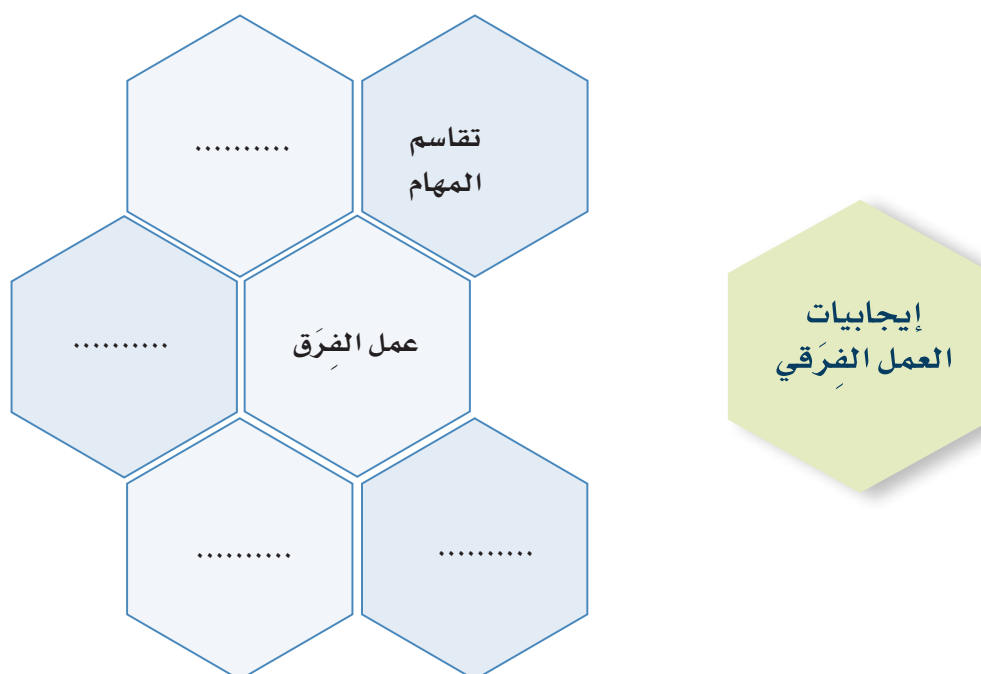 إيجابيات
العمل الفِرَقي
تقاسم
المهام
..........
عمل الفِرَق
..........
..........
..........